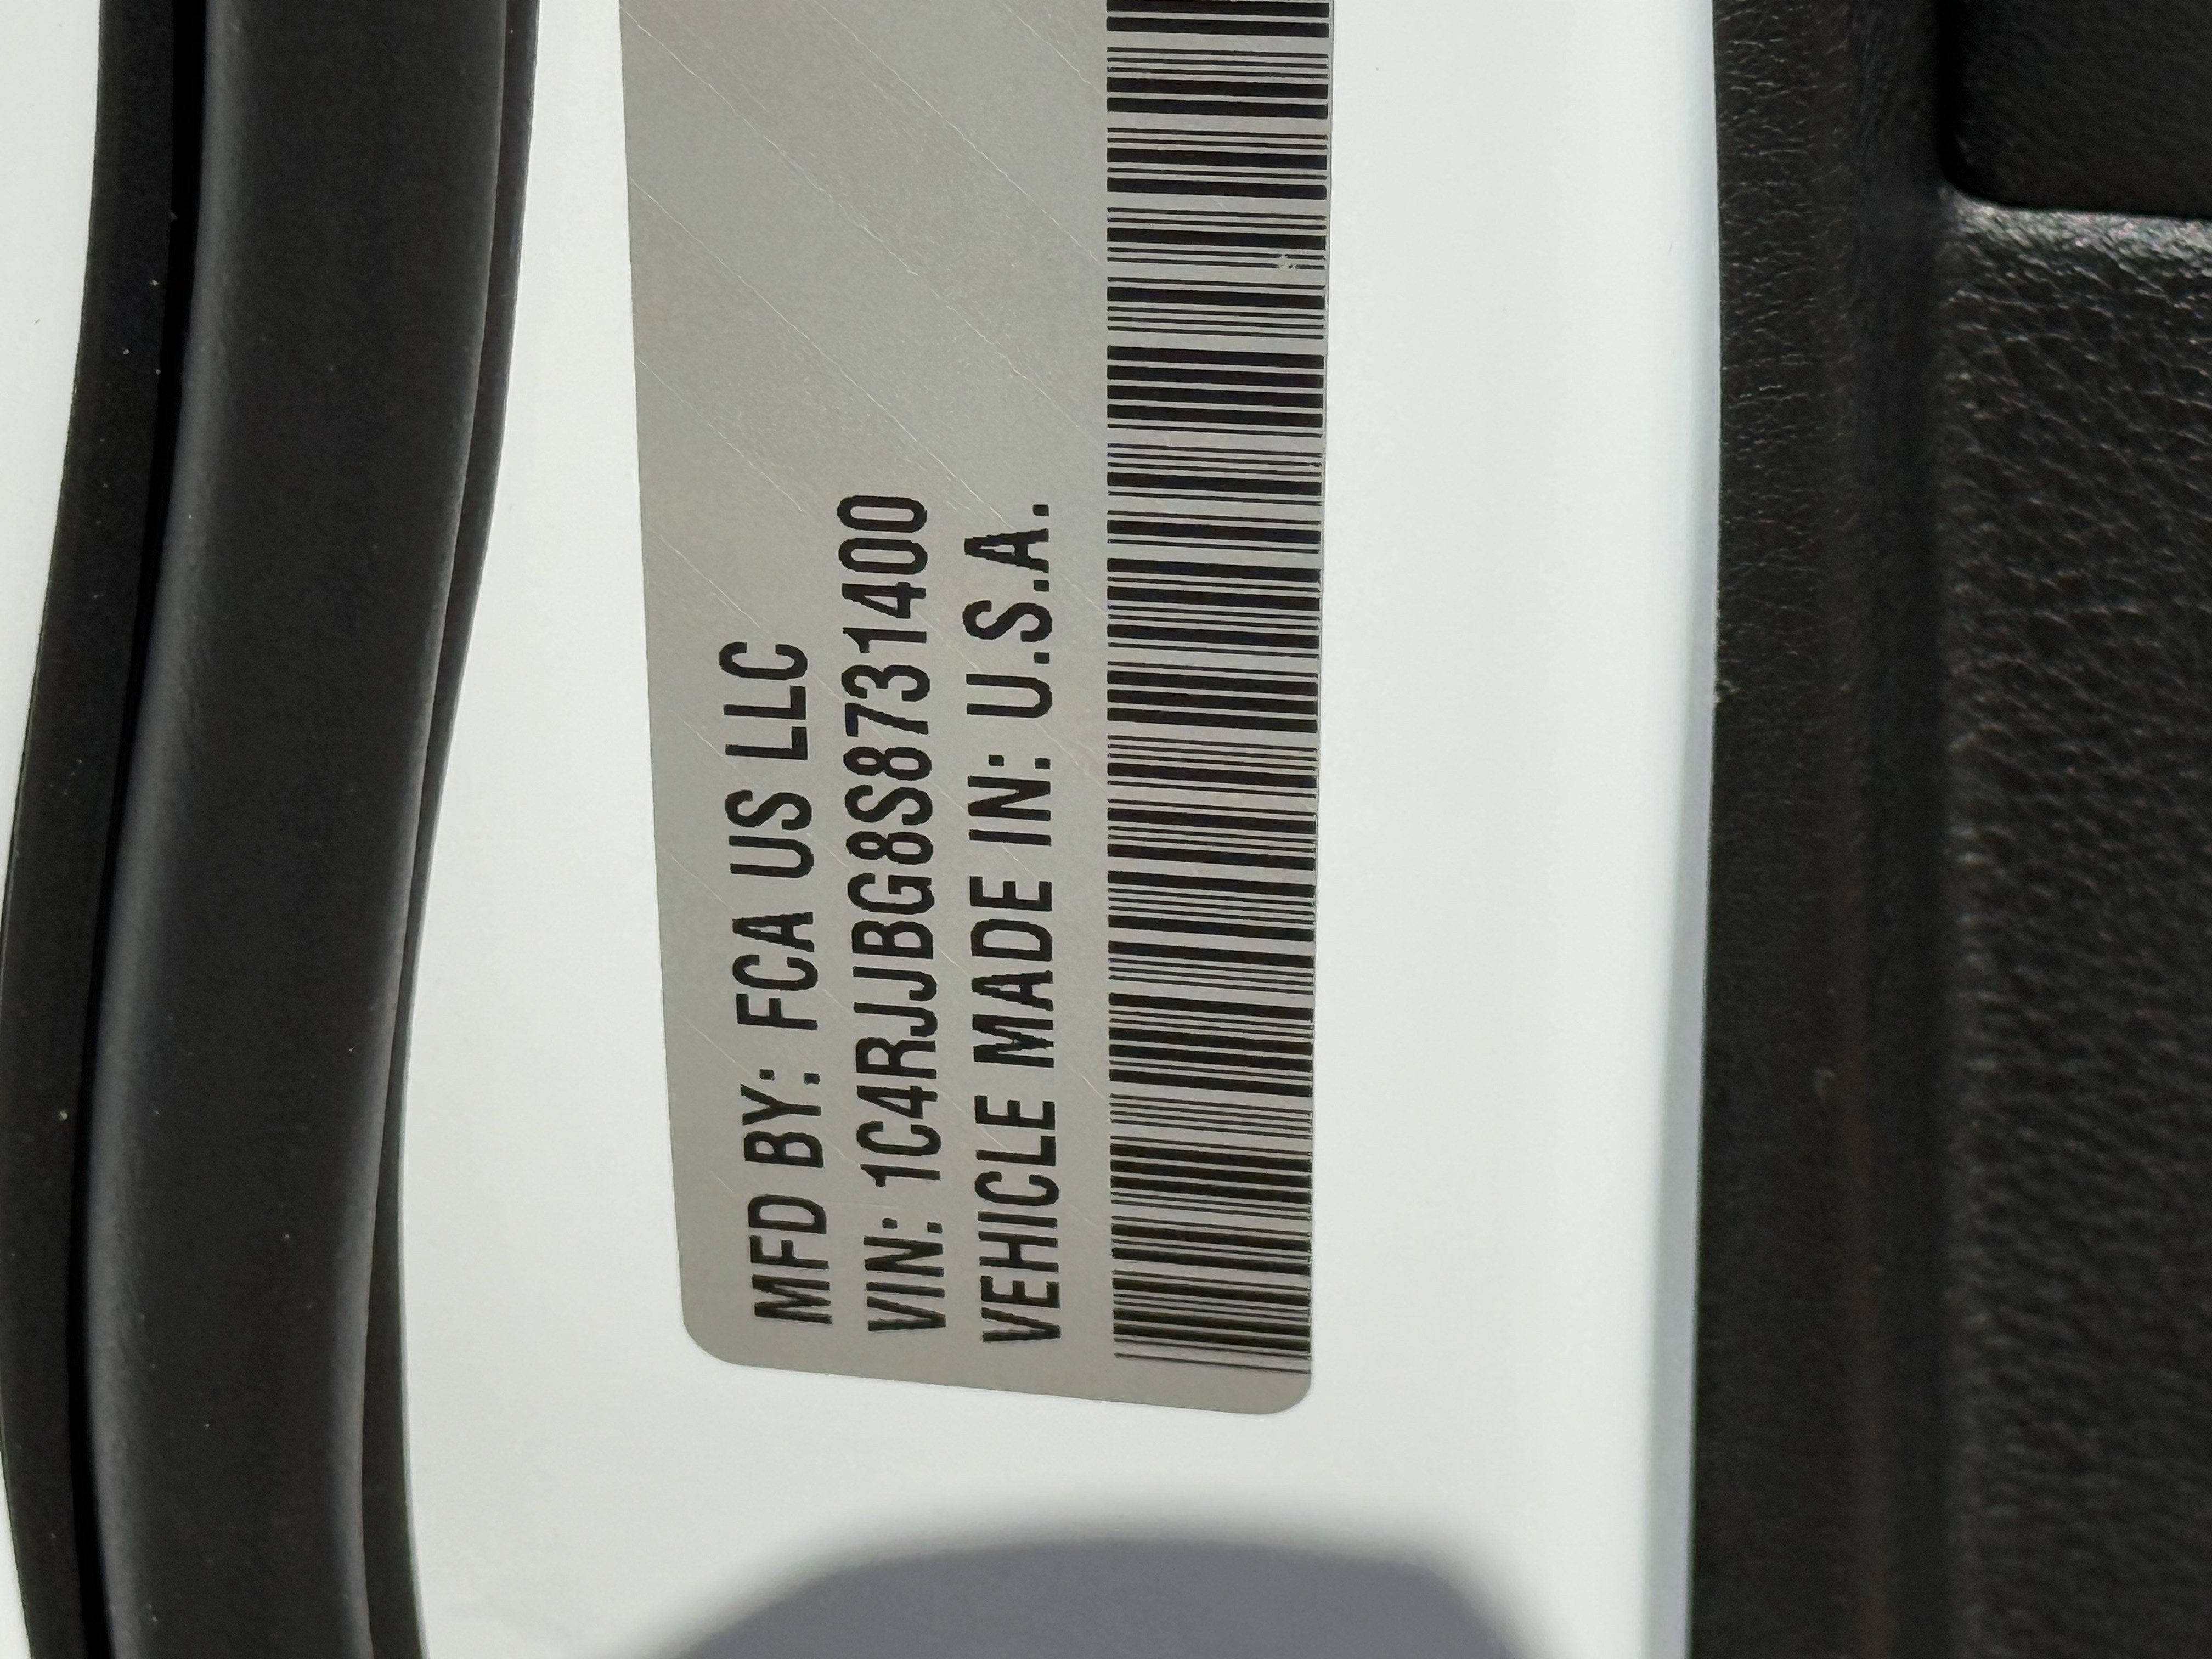 MFD BY: FCA US LLC
VIN: 1C4RJJBG8S8731400
VEHICLE MADE IN: U.S.A.